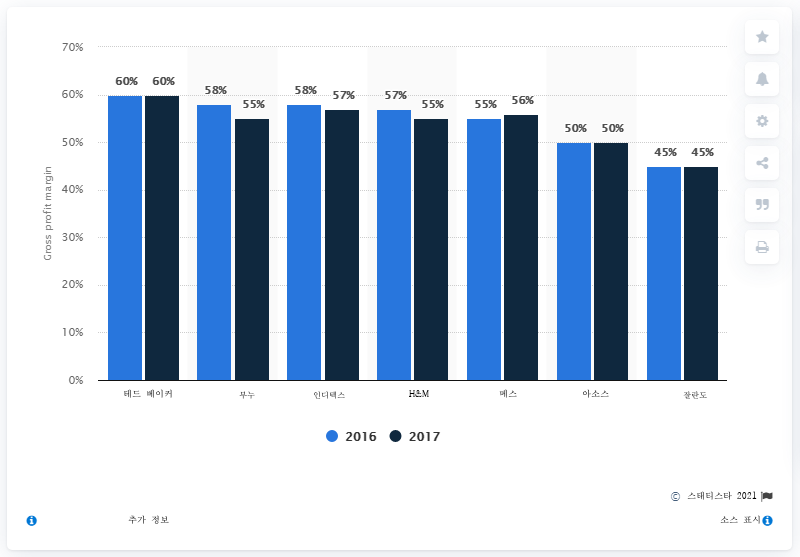 70%
60%
50%
40%
30%
20%
10%
0%
Gross profit margin
60% 60% 58% 55% 58% 57% 57% 55% 55% 56% 50% 50% 45% 45%
테드 베이커 부누 인디텍스 H&M 메스 아소스 잘란도
2016 2017
© 스태티스타 2021
추가 정보 소스 표시